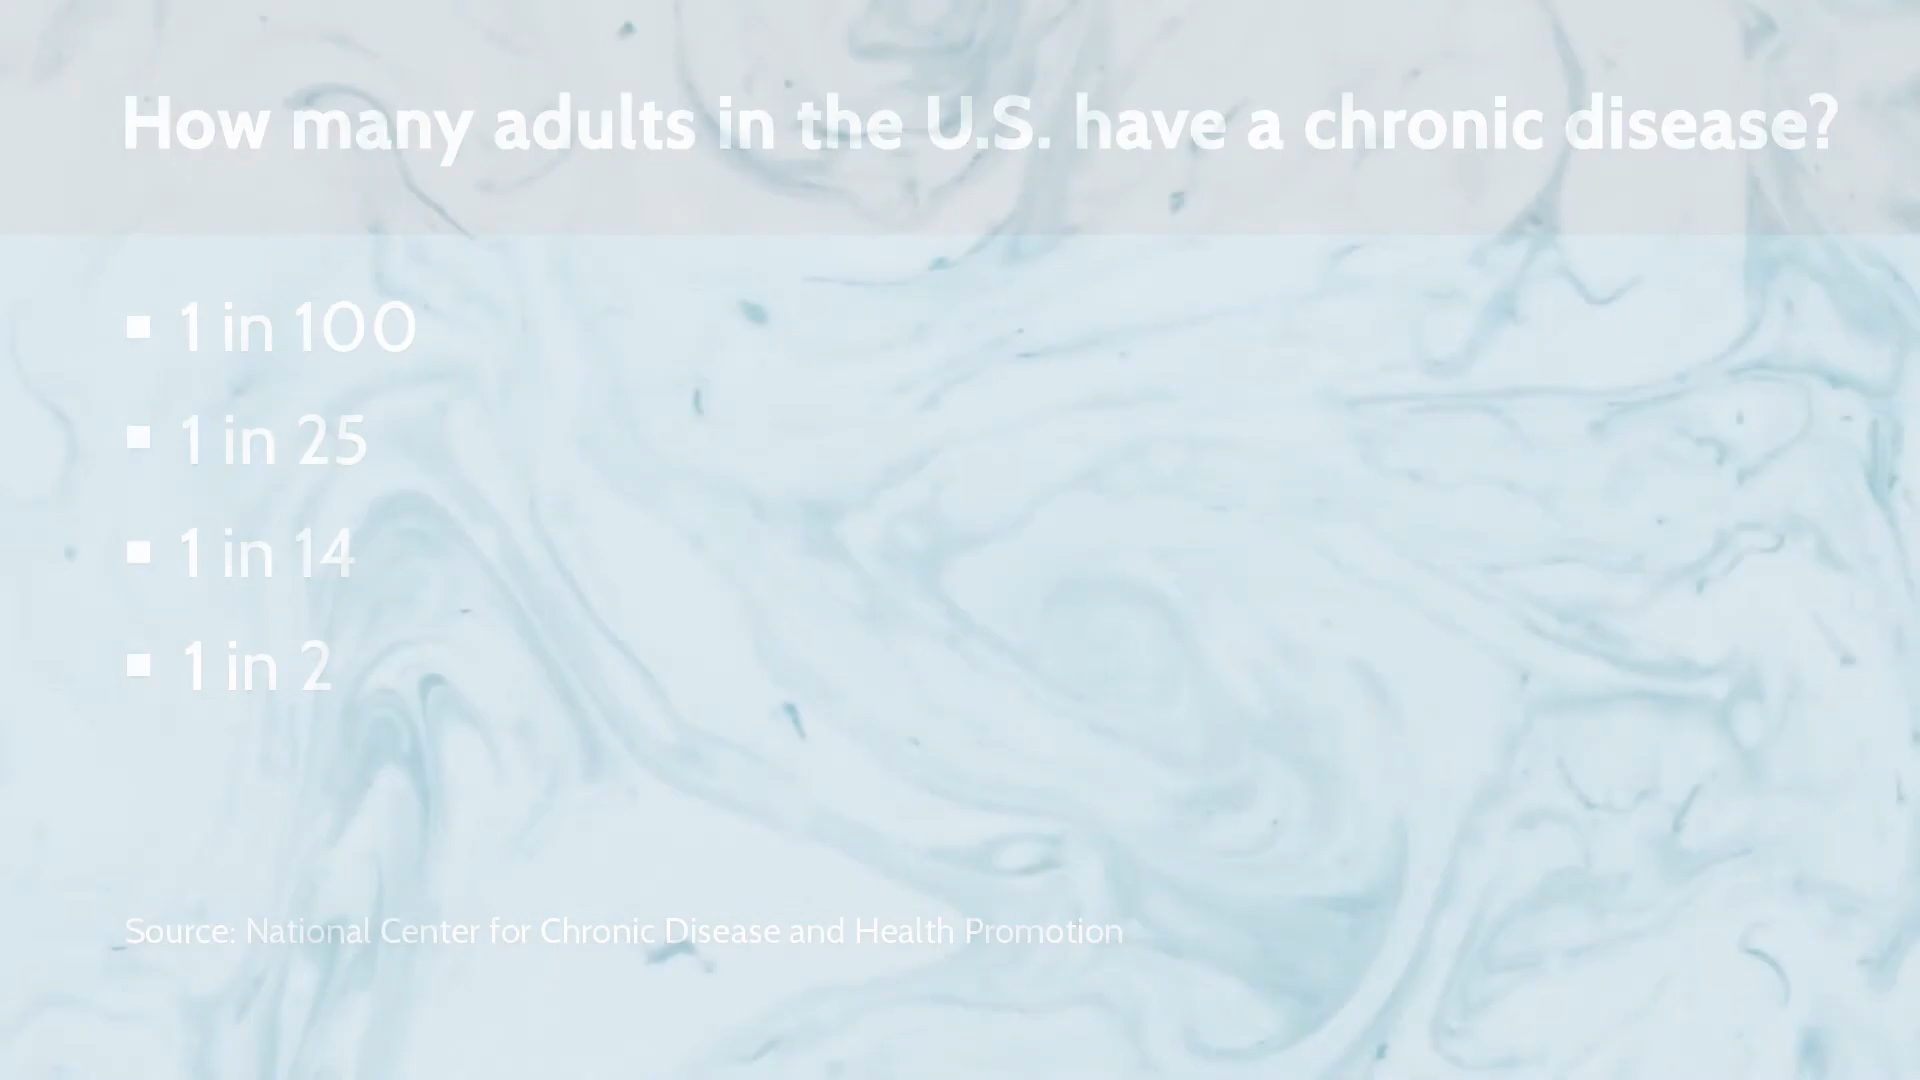 How many adults in the U.S. have a chronic disease?
▪ 1 in 100
▪ 1 in 25
▪ 1 in 14
▪ 1 in 2
Source: National Center for Chronic Disease and Health Promotion